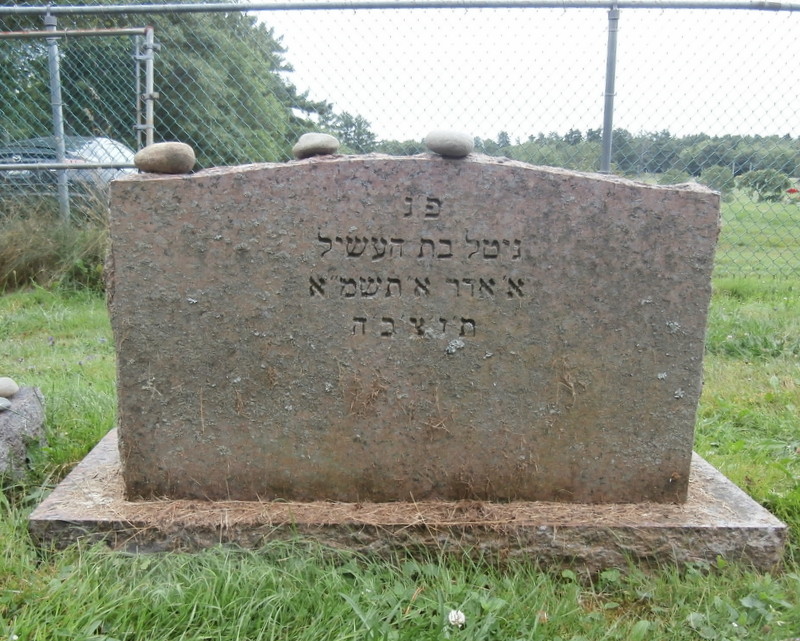 פ נ
גיטל בת העשיל
א׳ אדר א׳ תשמ״א
ת׳ נ׳ צ׳ ב׳ ה